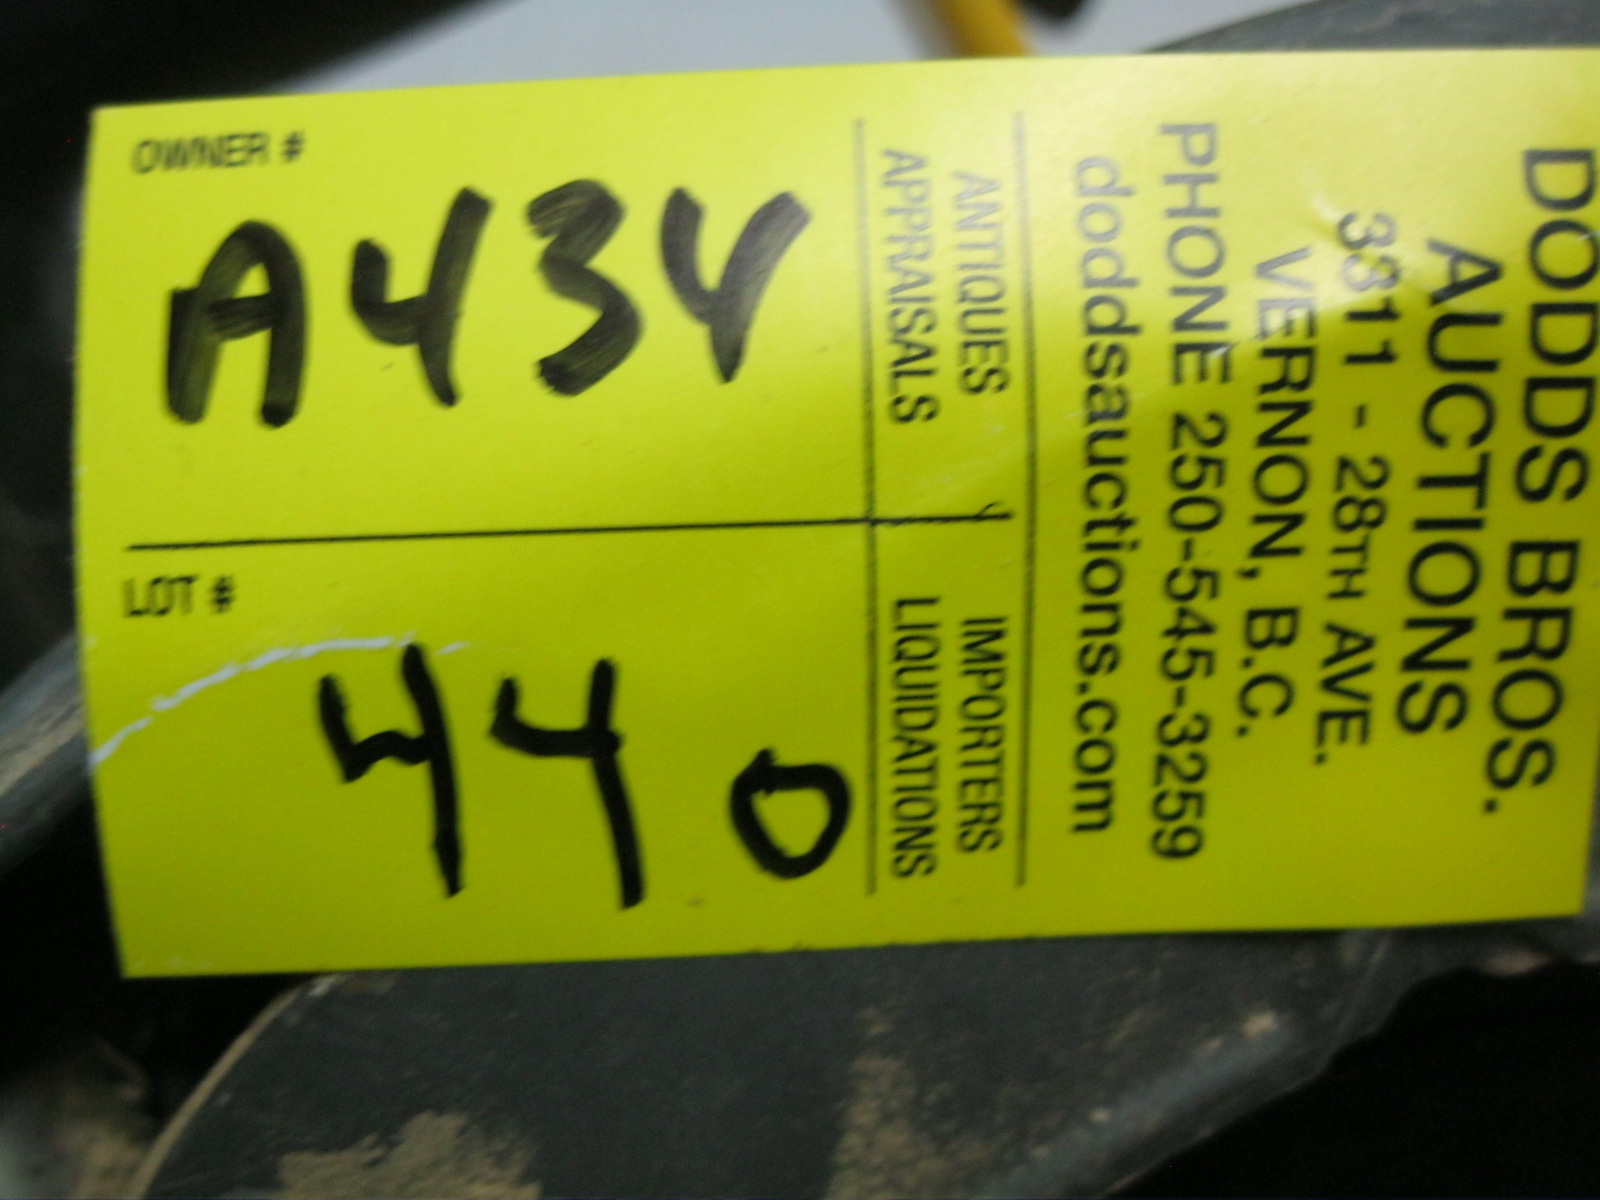 DODDS BROS.
AUCTIONS
3311 - 28TH AVE.
VERNON, B.C.
PHONE 250-545-3259
doddsauctions.com
ANTIQUES
APPRAISALS
IMPORTERS
LIQUIDATIONS
OWNER #
A434
LOT #
440